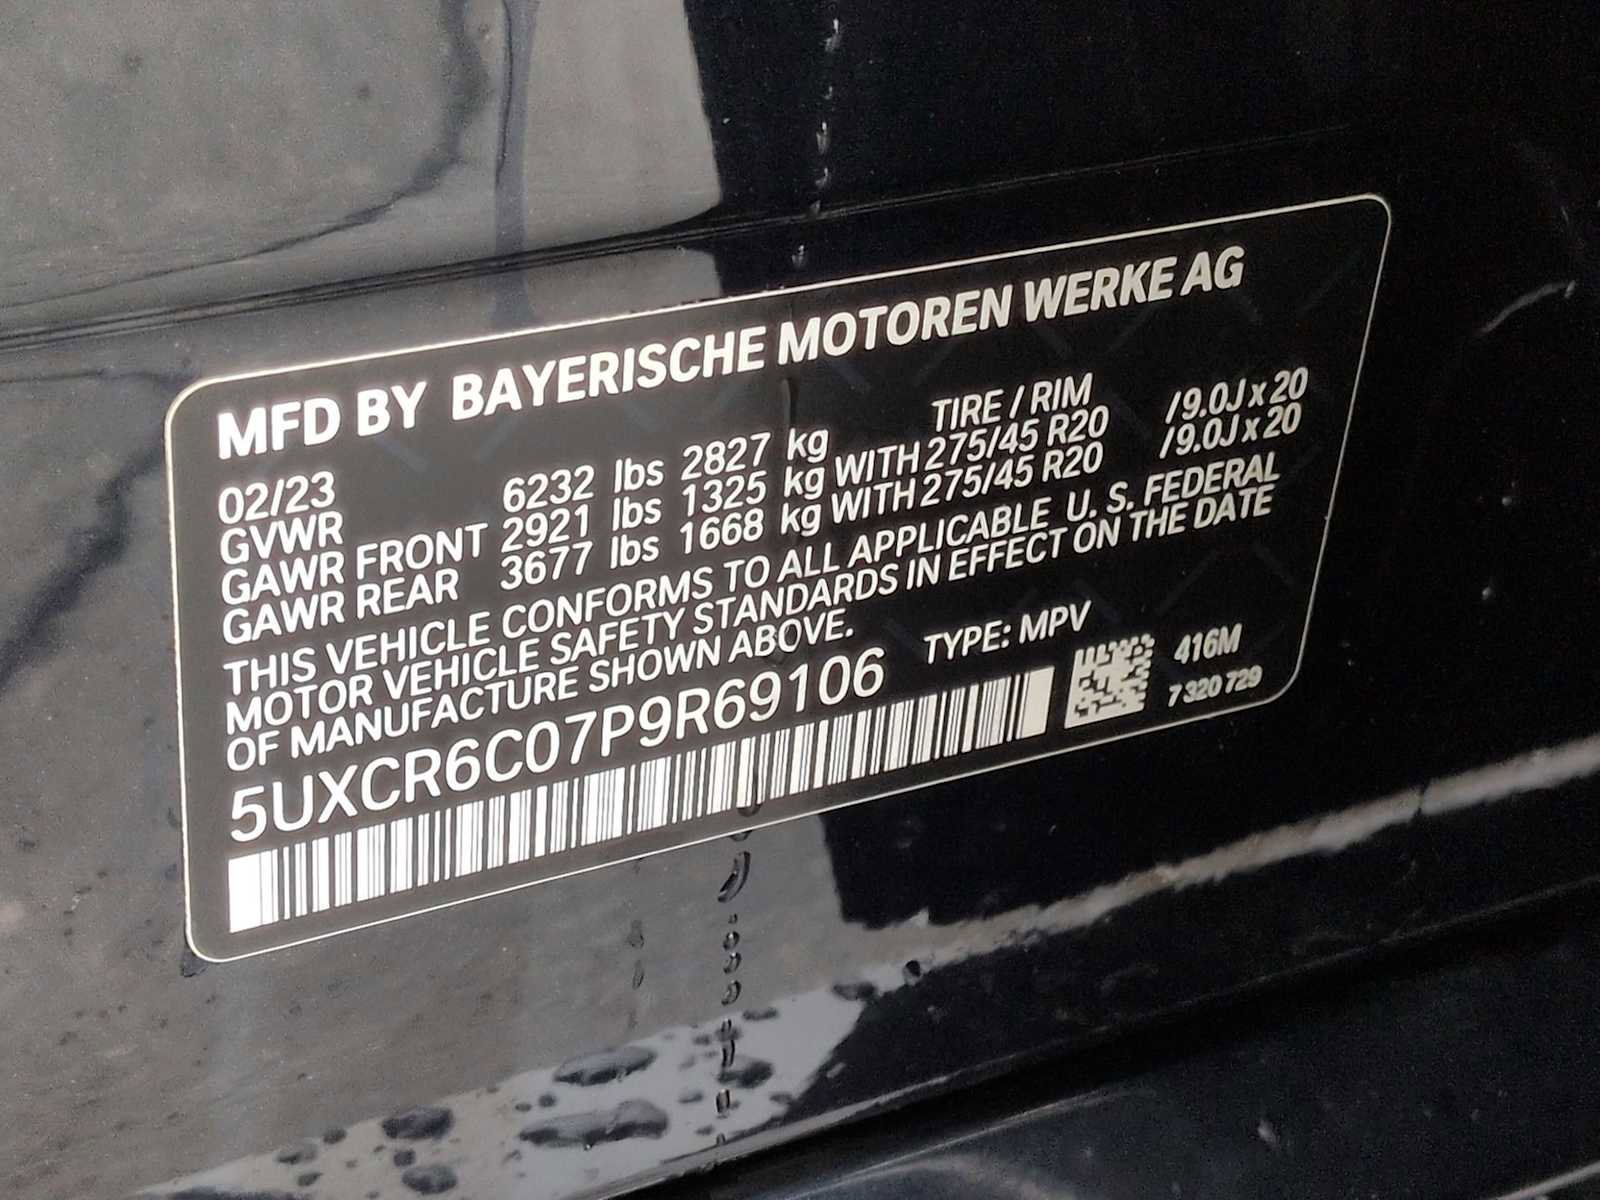 MFD BY BAYERISCHE MOTOREN WERKE AG
02/23 TIRE / RIM
GVWR 6232 lbs 2827 kg
GAWR FRONT 2921 lbs 1325 kg WITH 275/45 R20 /9.0J x 20
GAWR REAR 3677 lbs 1668 kg WITH 275/45 R20 /9.0J x 20
THIS VEHICLE CONFORMS TO ALL APPLICABLE U. S. FEDERAL
MOTOR VEHICLE SAFETY STANDARDS IN EFFECT ON THE DATE
OF MANUFACTURE SHOWN ABOVE.
5UXCR6C07P9R69106 TYPE: MPV
416M
7 320 729